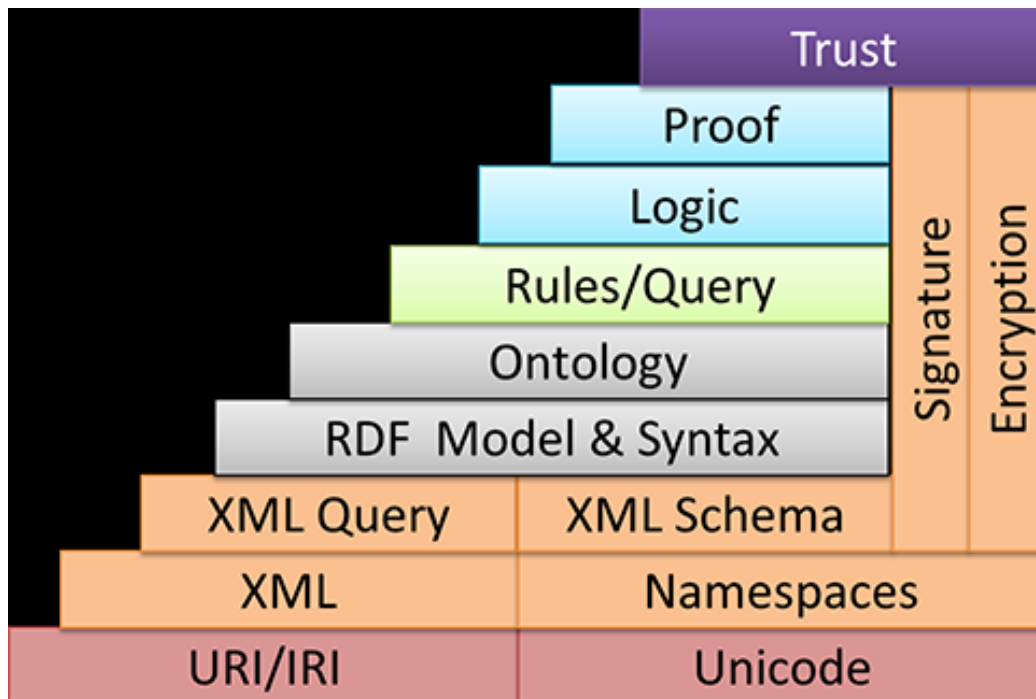 Trust
Proof
Logic
Rules/Query
Ontology
RDF  Model & Syntax
Signature
Encryption
XML Query
XML Schema
XML
Namespaces
URI/IRI
Unicode